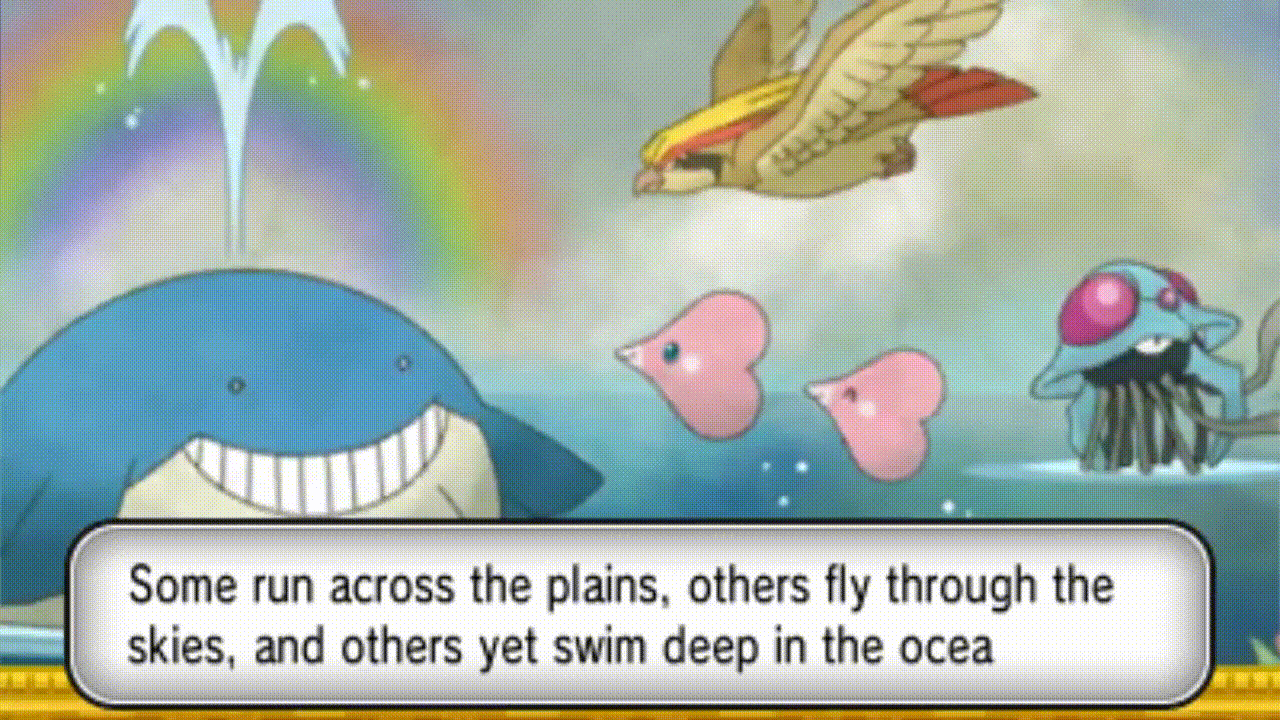 Some run across the plains, others fly through the
skies, and others yet swim deep in the ocea